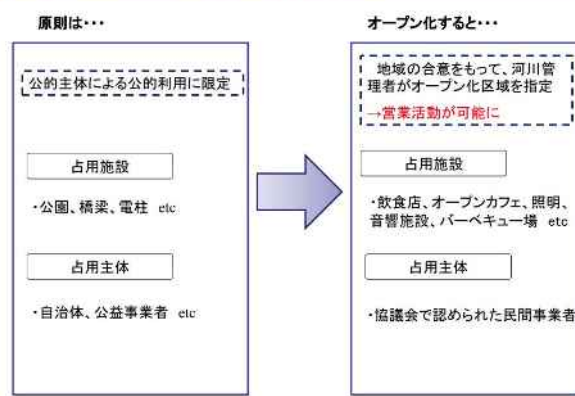 原則は・・・
公的主体による公的利用に限定
占用施設
・公園、橋梁、電柱 etc
占用主体
・自治体、公益事業者 etc
オープン化すると・・・
地域の合意をもって、河川管
理者がオープン化区域を指定
→営業活動が可能に
占用施設
・飲食店、オープンカフェ、照明、
音響施設、バーベキュー場 etc
占用主体
・協議会で認められた民間事業者